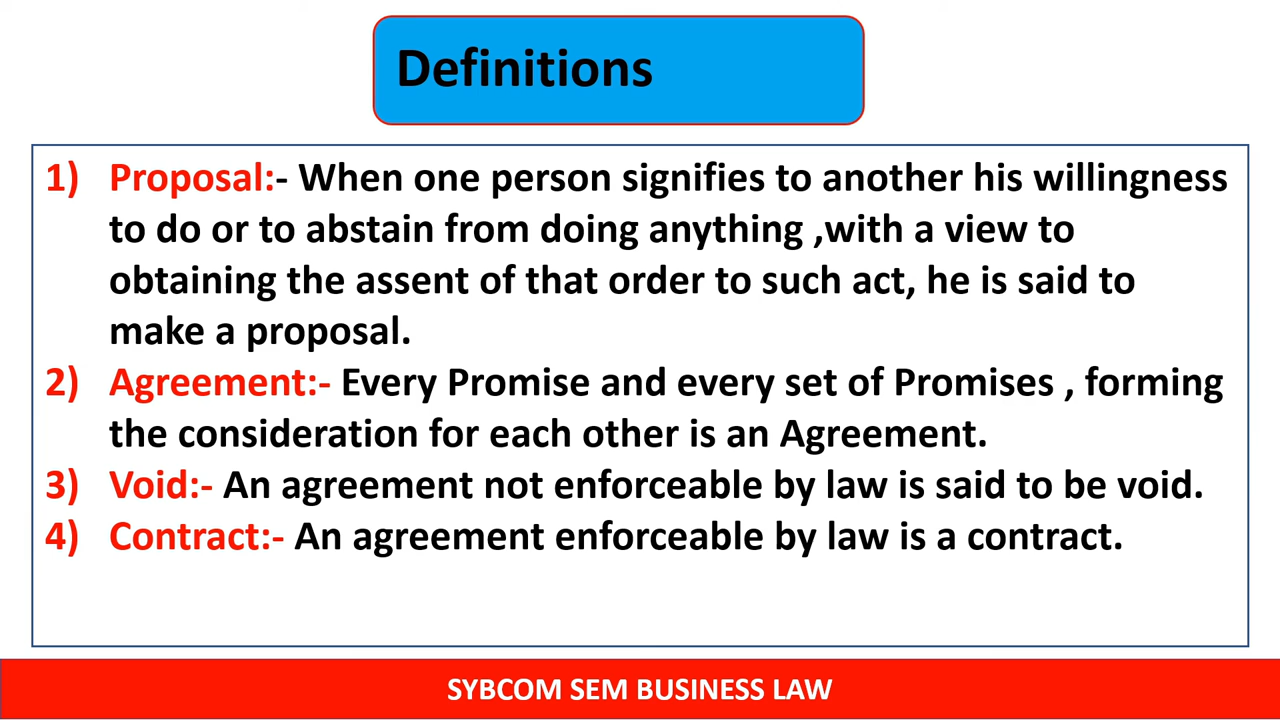 Definitions
1) Proposal:- When one person signifies to another his willingness
to do or to abstain from doing anything ,with a view to
obtaining the assent of that order to such act, he is said to
make a proposal.
2) Agreement:- Every Promise and every set of Promises , forming
the consideration for each other is an Agreement.
3) Void:- An agreement not enforceable by law is said to be void.
4) Contract:- An agreement enforceable by law is a contract.
SYBCOM SEM BUSINESS LAW